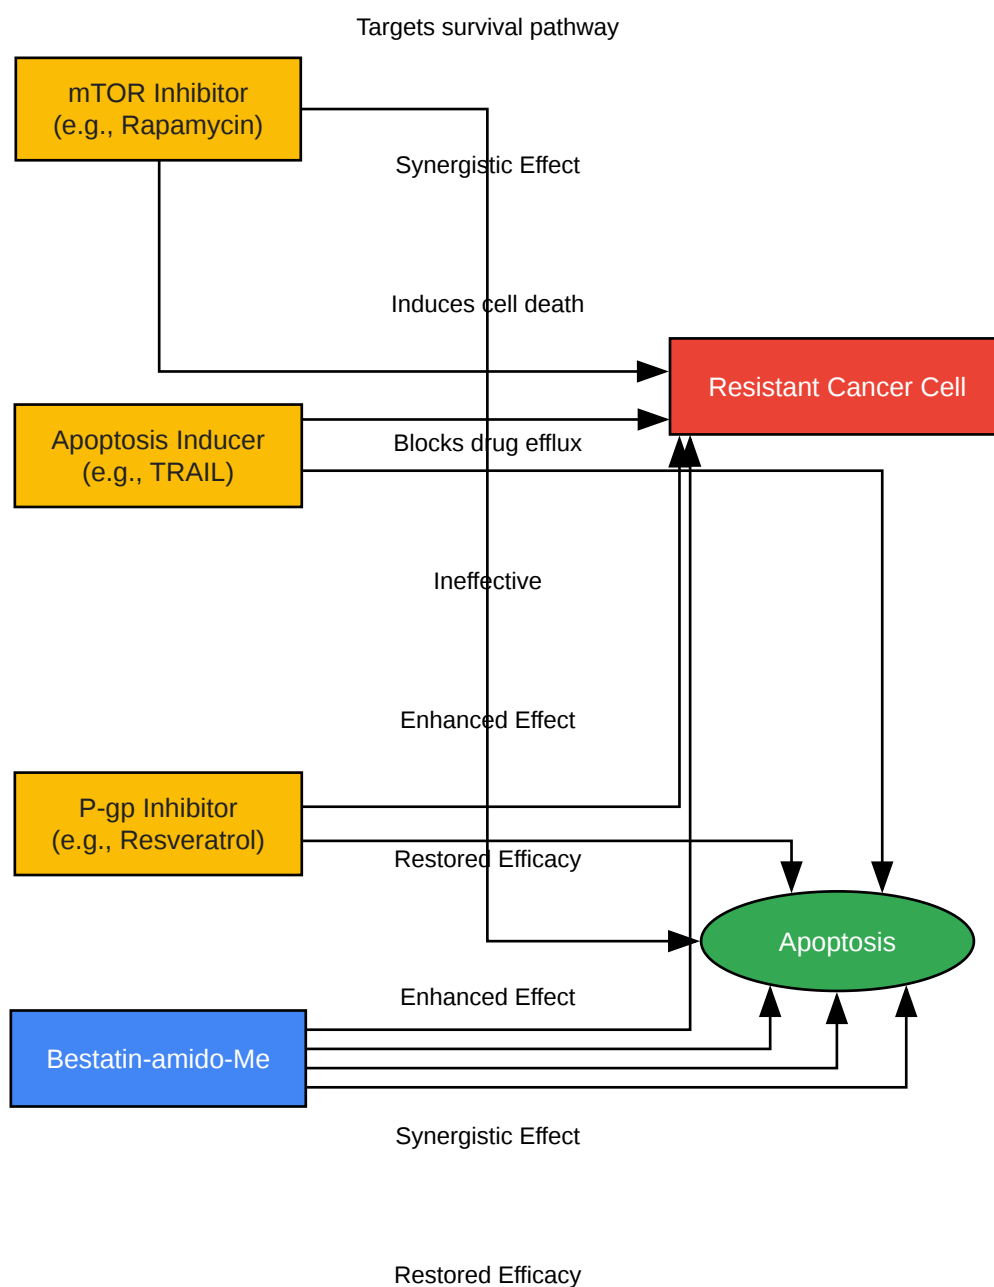 Targets survival pathway
mTOR Inhibitor
(e.g., Rapamycin)
Synergistic Effect
Induces cell death
Resistant Cancer Cell
Apoptosis Inducer
(e.g., TRAIL)
Blocks drug efflux
Ineffective
Enhanced Effect
P-gp Inhibitor
(e.g., Resveratrol)
Restored Efficacy
Apoptosis
Enhanced Effect
Bestatin-amido-Me
Synergistic Effect
Restored Efficacy